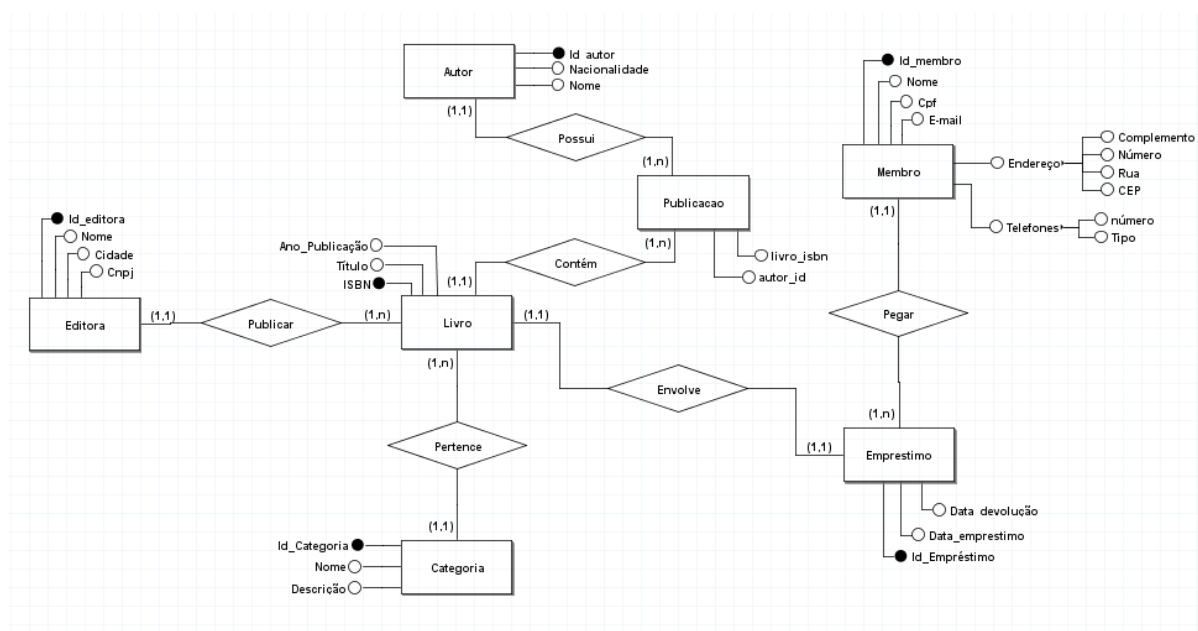 Id_autor
Nacionalidade
Nome
Autor
(1,1)
Possui
(1,n)
Publicacao
(1,n)
livro_isbn
autor_id
Contém
(1,1)
Id_membro
Nome
Cpf
E-mail
Membro
(1,1)
Endereço
Complemento
Número
Rua
CEP
Telefones
número
Tipo
Id_editora
Nome
Cidade
Cnpj
Editora
(1,1)
Publicar
(1,n)
Ano_Publicação
Título
ISBN
Livro
(1,1)
(1,n)
Pegar
(1,n)
Envolve
(1,1)
Emprestimo
Data devolução
Data_emprestimo
Id_Empréstimo
Pertence
(1,1)
Id_Categoria
Nome
Descrição
Categoria